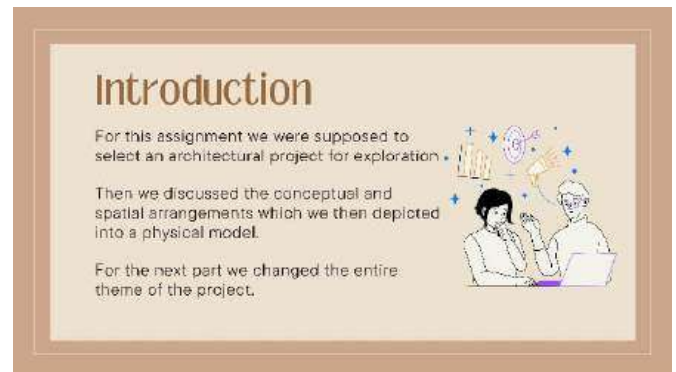 Introduction
For this assignment we were supposed to
select an architectural project for exploration.
Then we discussed the conceptual and
spatial arrangements which we then depicted
into a physical model.
For the next part we changed the entire
theme of the project.